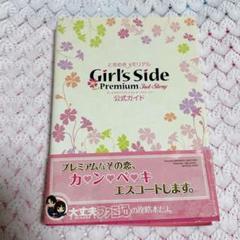 ときめきメモリアル
Girl's Side
Premium 3rd Story
公式ガイド
プレミアムなその恋、
カ♡ン♡ペ♡キ
エスコートします。
大丈夫
ファミ通の攻略本だよ。